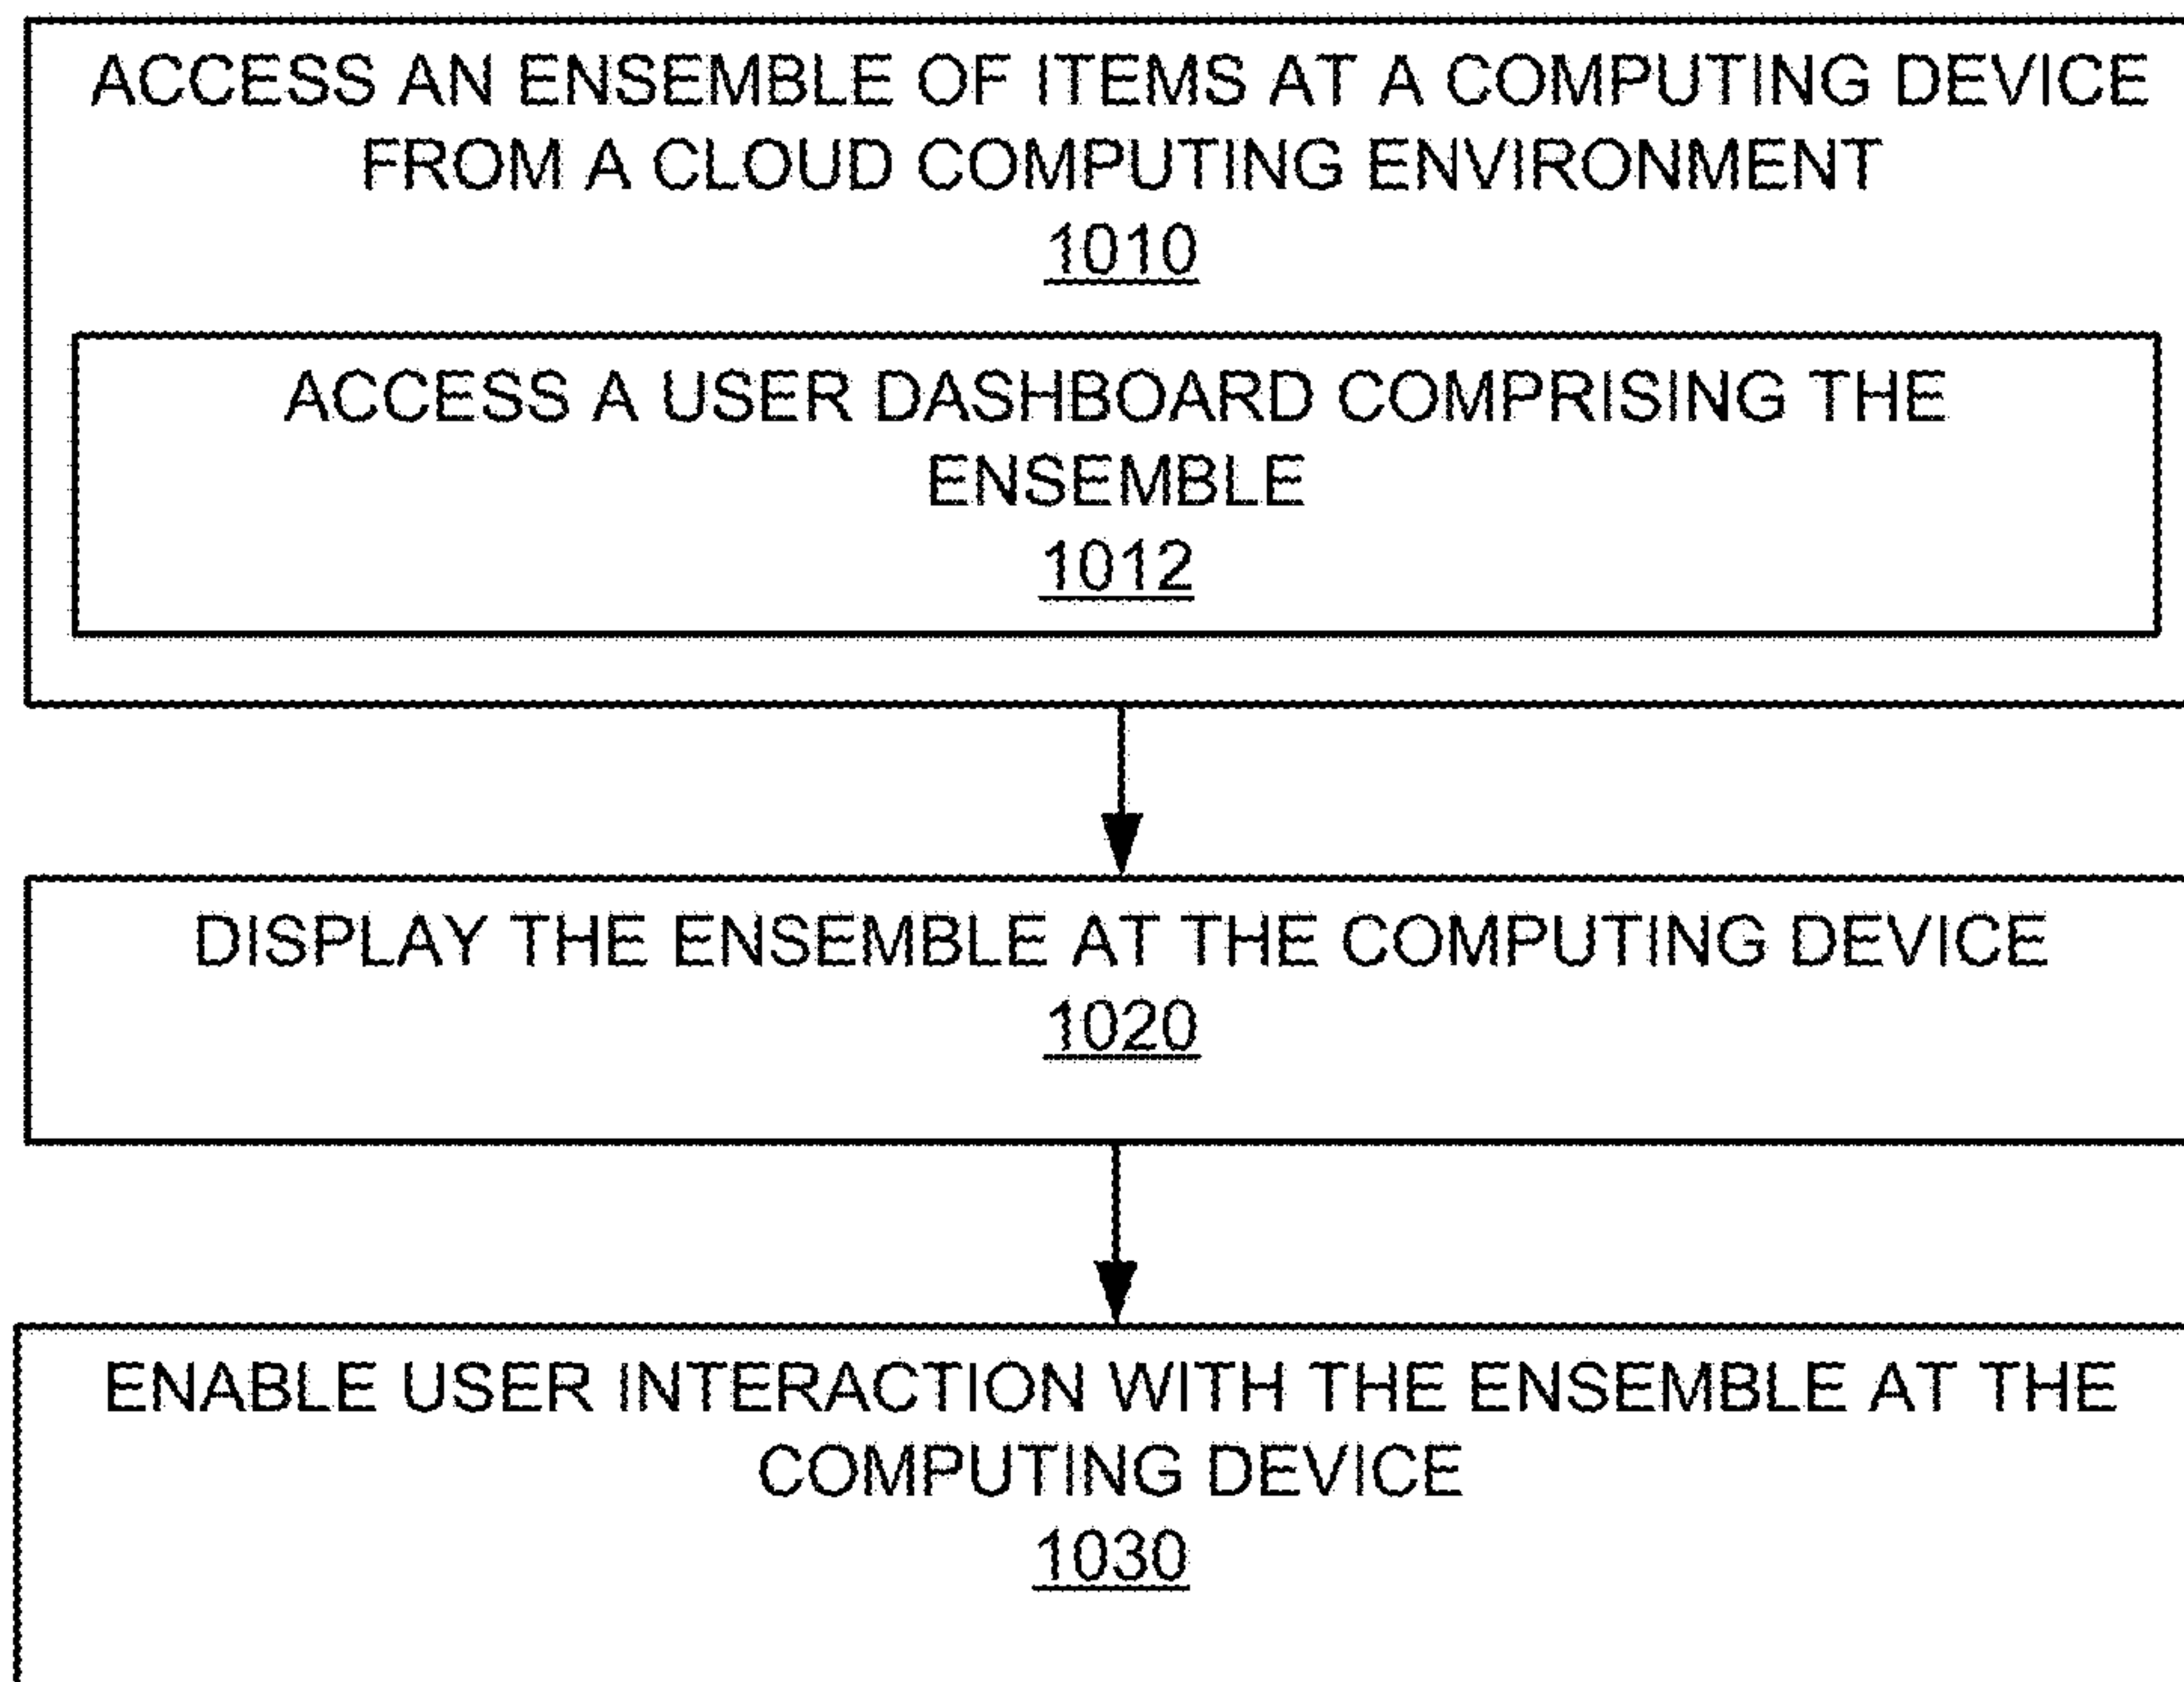 ACCESS AN ENSEMBLE OF ITEMS AT A COMPUTING DEVICE
FROM A CLOUD COMPUTING ENVIRONMENT
1010
ACCESS A USER DASHBOARD COMPRISING THE
ENSEMBLE
1012
DISPLAY THE ENSEMBLE AT THE COMPUTING DEVICE
1020
ENABLE USER INTERACTION WITH THE ENSEMBLE AT THE
COMPUTING DEVICE
1030